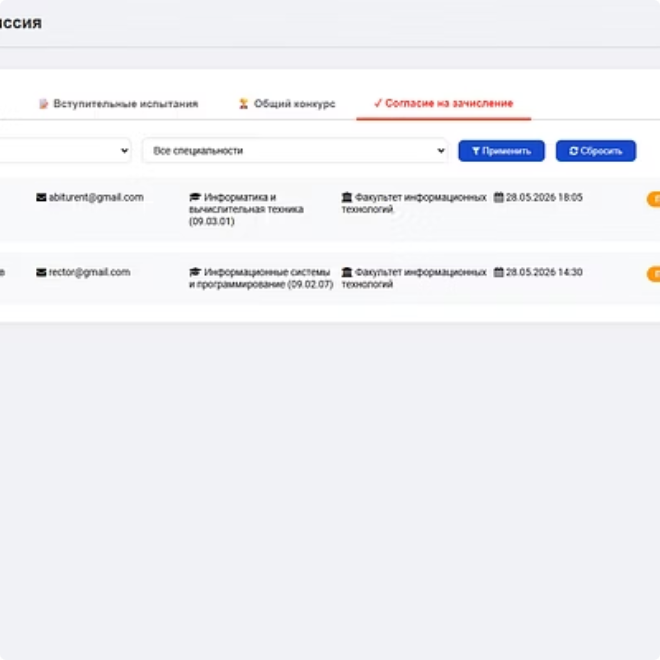 иссия
Вступительные испытания
Общий конкурс
✓ Согласие на зачисление
Все специальности
Применить
Сбросить
abiturent@gmail.com
Информатика и
вычислительная техника
(09.03.01)
Факультет информационных
технологий
28.05.2026 18:05
в
rector@gmail.com
Информационные системы
и программирование (09.02.07)
Факультет информационных
технологий
28.05.2026 14:30